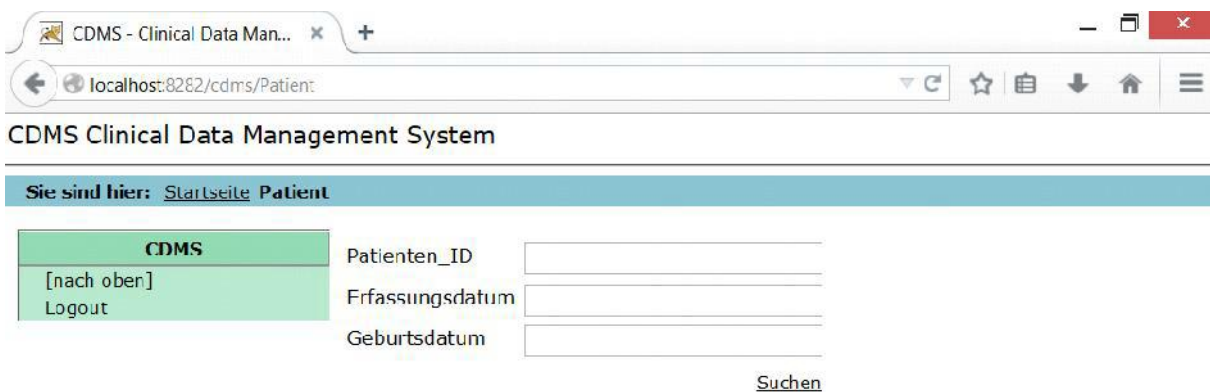 CDMS - Clinical Data Man...
localhost:8282/cdms/Patient
CDMS Clinical Data Management System
Sie sind hier: Startseite Patient
CDMS
[nach oben]
Logout
Patienten_ID
Erfassungsdatum
Geburtsdatum
Suchen